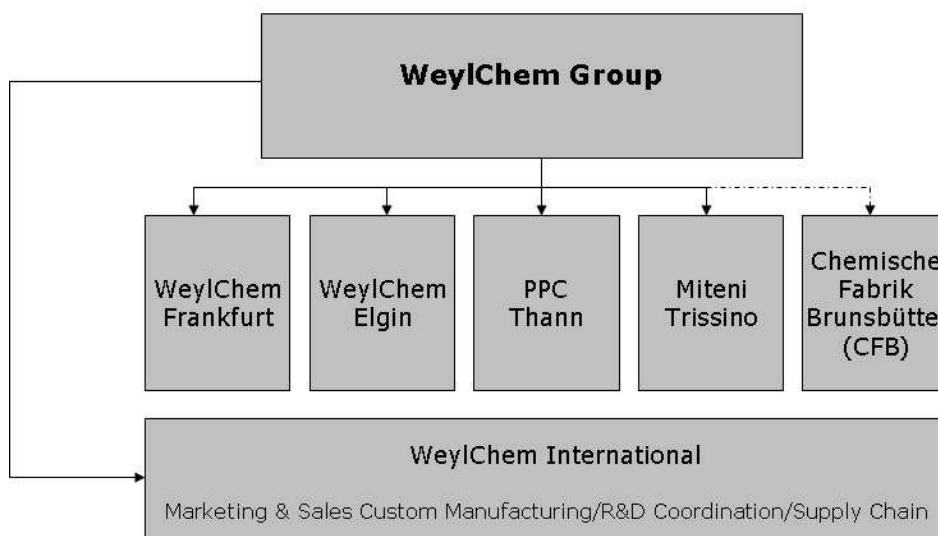 WeylChem Group
WeylChem
Frankfurt
WeylChem
Elgin
PPC
Thann
Miteni
Trissino
Chemische
Fabrik
Brunsbütte
(CFB)
WeylChem International
Marketing & Sales Custom Manufacturing/R&D Coordination/Supply Chain